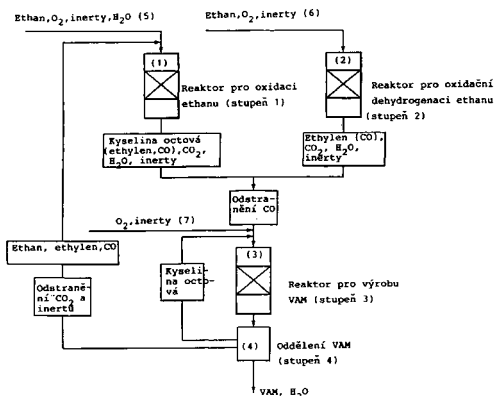 Ethan,O2,inerty,H2O (5)
Ethan,O2,inerty (6)
(1)
Reaktor pro oxidaci
ethanu (stupeň 1)
(2)
Reaktor pro oxidační
dehydrogenaci ethanu
(stupeň 2)
Kyselina octová
(ethylen,CO),CO2,
H2O, inerty
Ethylen (CO),
CO2, H2O,
inerty
Odstra-
nění CO
O2,inerty (7)
Ethan, ethylen,CO
Kyseli-
na octo-
vá
(3)
Reaktor pro výrobu
VAM (stupeň 3)
Odstraně-
ní CO2 a
inertů
(4)
Oddělení VAM
(stupeň 4)
VAM, H2O